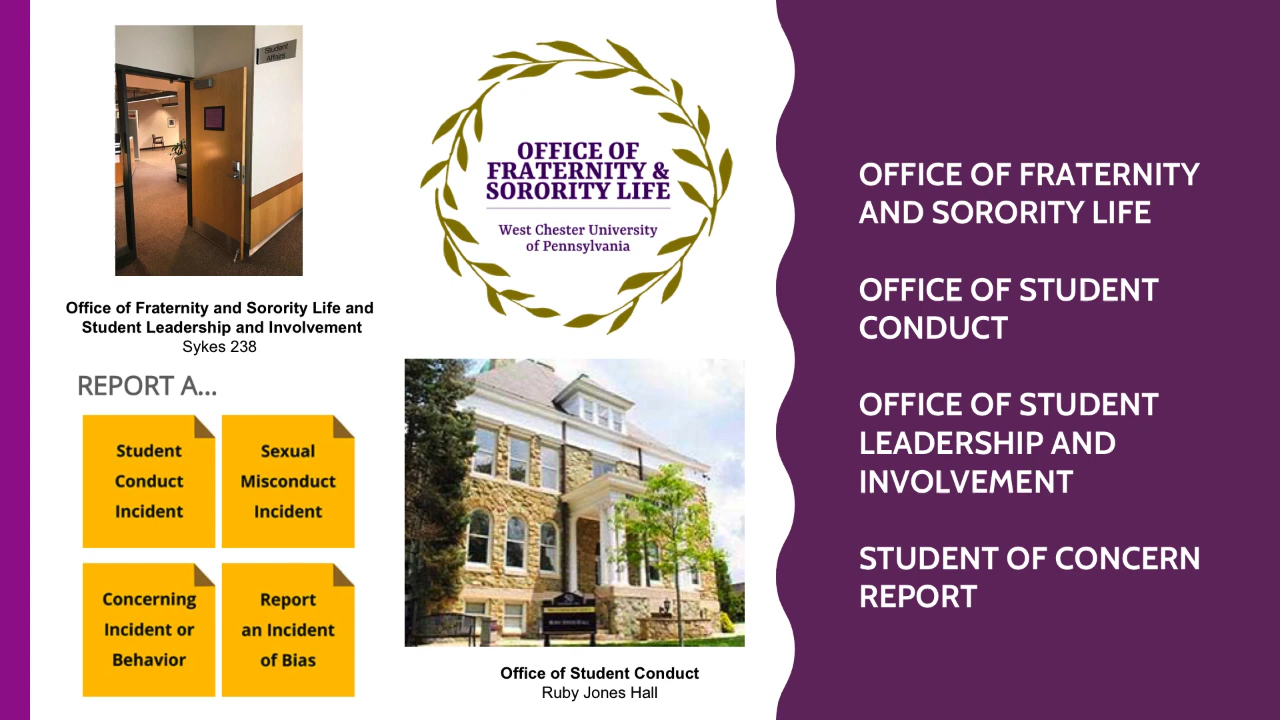 Student
Affairs
OFFICE OF
FRATERNITY &
SORORITY LIFE
West Chester University
of Pennsylvania
Office of Fraternity and Sorority Life and
Student Leadership and Involvement
Sykes 238
REPORT A...
Student
Conduct
Incident
Sexual
Misconduct
Incident
Concerning
Incident or
Behavior
Report
an Incident
of Bias
RUBY JONES HALL
Office of Student Conduct
Ruby Jones Hall
OFFICE OF FRATERNITY
AND SORORITY LIFE
OFFICE OF STUDENT
CONDUCT
OFFICE OF STUDENT
LEADERSHIP AND
INVOLVEMENT
STUDENT OF CONCERN
REPORT